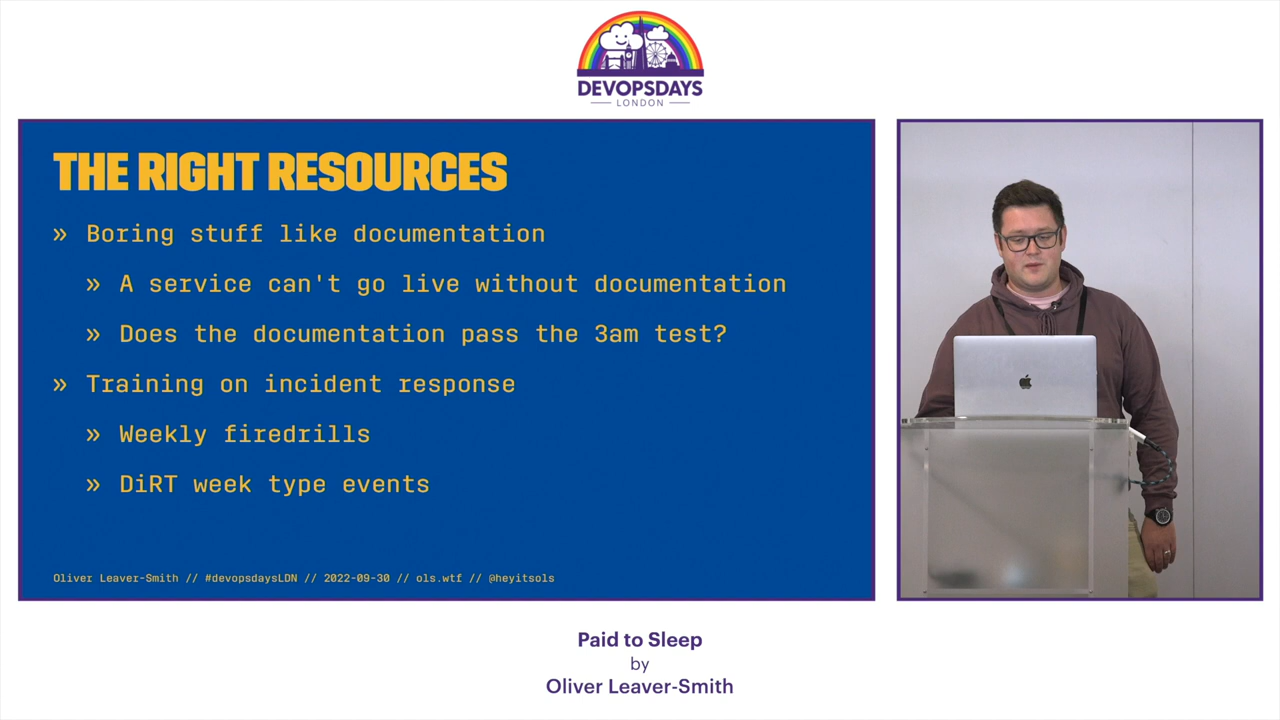 DEVOPSDAYS
LONDON
THE RIGHT RESOURCES
» Boring stuff like documentation
» A service can't go live without documentation
» Does the documentation pass the 3am test?
» Training on incident response
» Weekly firedrills
» DiRT week type events
Oliver Leaver-Smith // #devopsdaysLDN // 2022-09-30 // ols.wtf // @heyitsols
Paid to Sleep
by
Oliver Leaver-Smith